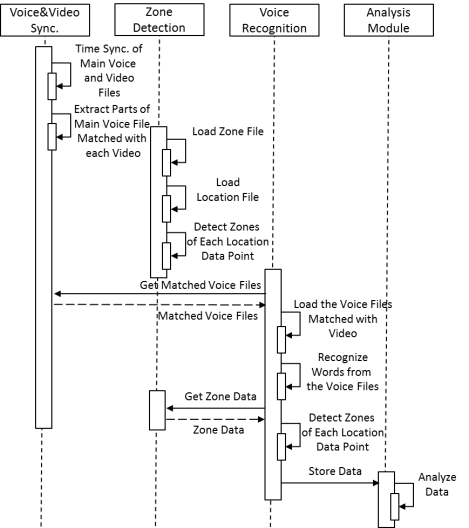 Voice&Video
Sync.
Zone
Detection
Voice
Recognition
Analysis
Module
Time Sync. of
Main Voice
and Video
Files
Extract Parts of
Main Voice File
Matched with
each Video
Load Zone File
Load
Location File
Detect Zones
of Each Location
Data Point
Get Matched Voice Files
Matched Voice Files
Load the Voice Files
Matched with
Video
Recognize
Words from
the Voice Files
Get Zone Data
Zone Data
Detect Zones
of Each Location
Data Point
Store Data
Analyze
Data